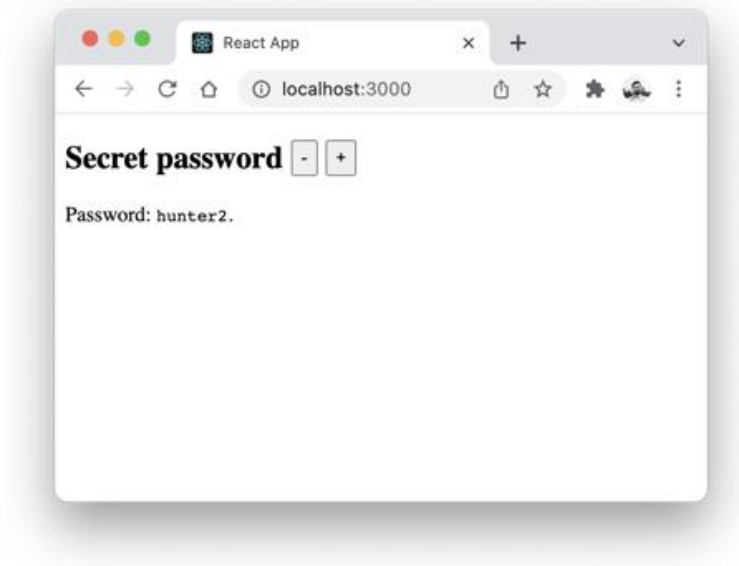 React App
localhost:3000
Secret password - +
Password: hunter2.